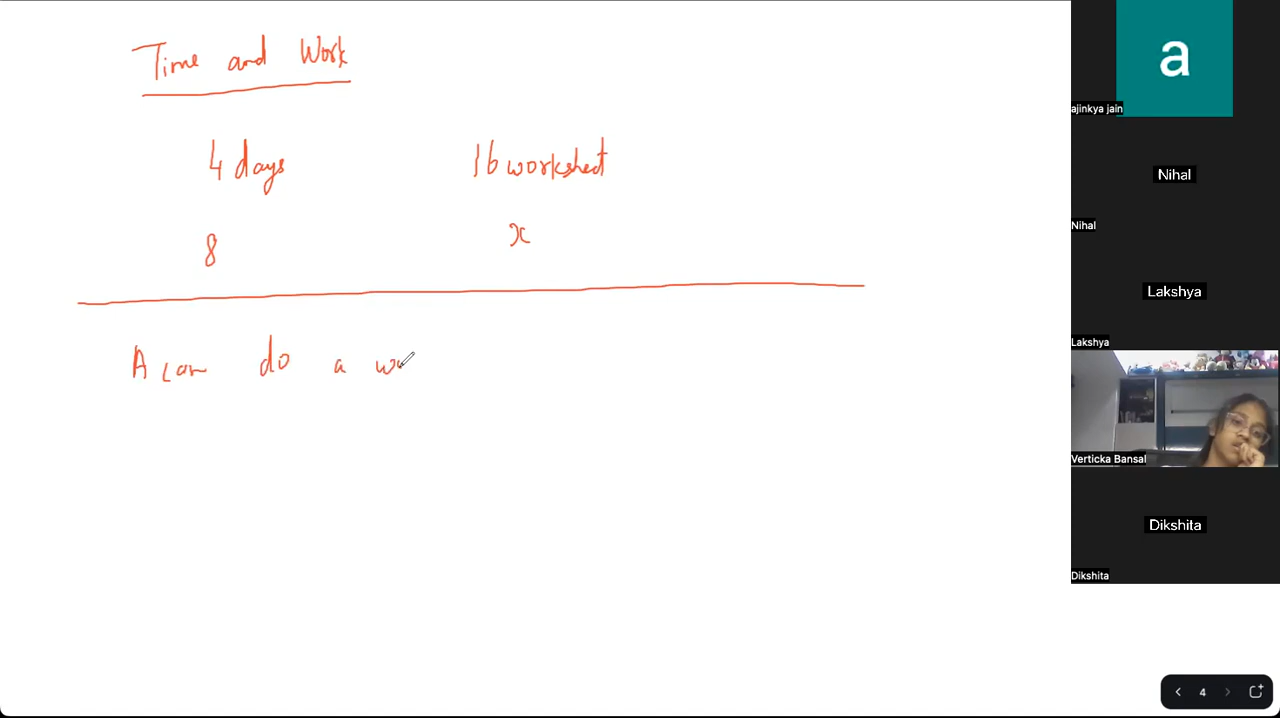 Time and Work
4 days 16 worksheet
8 x
A can do a wo
a
ajinkya jain
Nihal
Nihal
Lakshya
Lakshya
Verticka Bansal
Dikshita
Dikshita
4